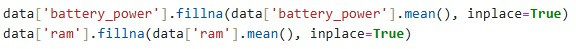 data['battery_power'].fillna(data['battery_power'].mean(), inplace=True)
data['ram'].fillna(data['ram'].mean(), inplace=True)